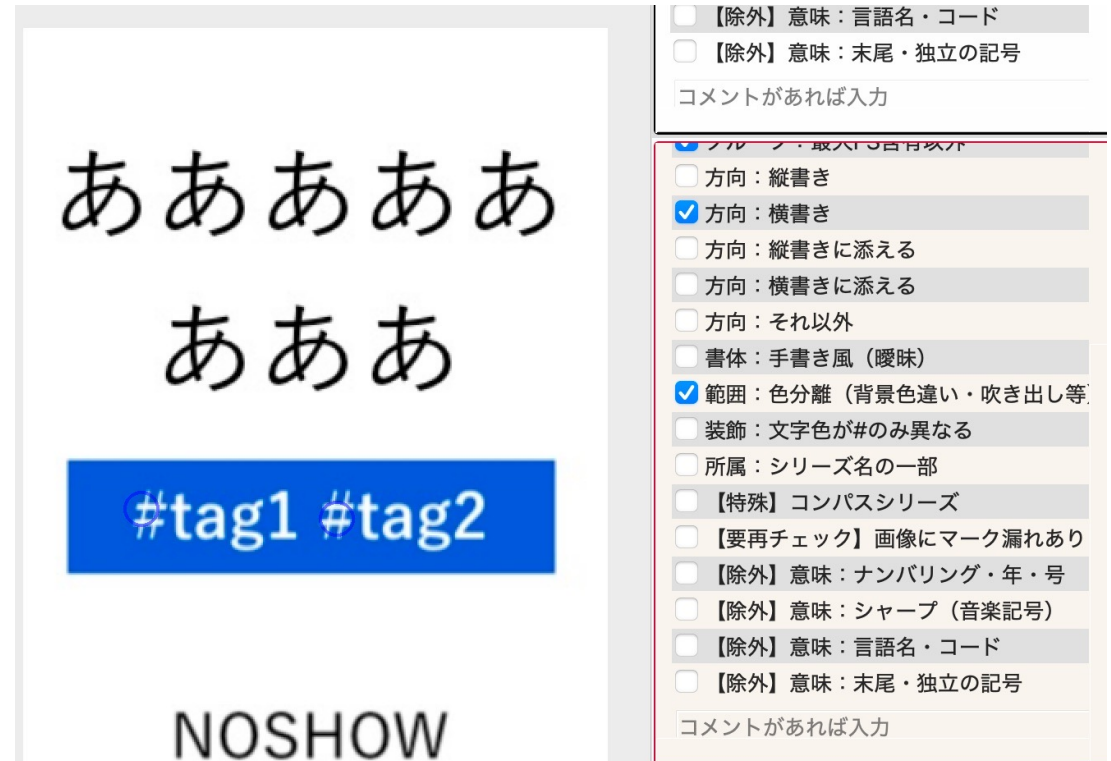 あああああ
あああ
#tag1 #tag2
NOSHOW
【除外】意味：言語名・コード
【除外】意味：末尾・独立の記号
コメントがあれば入力
方向：縦書き
方向：横書き
方向：縦書きに添える
方向：横書きに添える
方向：それ以外
書体：手書き風（曖昧）
範囲：色分離（背景色違い・吹き出し等）
装飾：文字色が#のみ異なる
所属：シリーズ名の一部
【特殊】コンパスシリーズ
【要再チェック】画像にマーク漏れあり
【除外】意味：ナンバリング・年・号
【除外】意味：シャープ（音楽記号）
【除外】意味：言語名・コード
【除外】意味：末尾・独立の記号
コメントがあれば入力